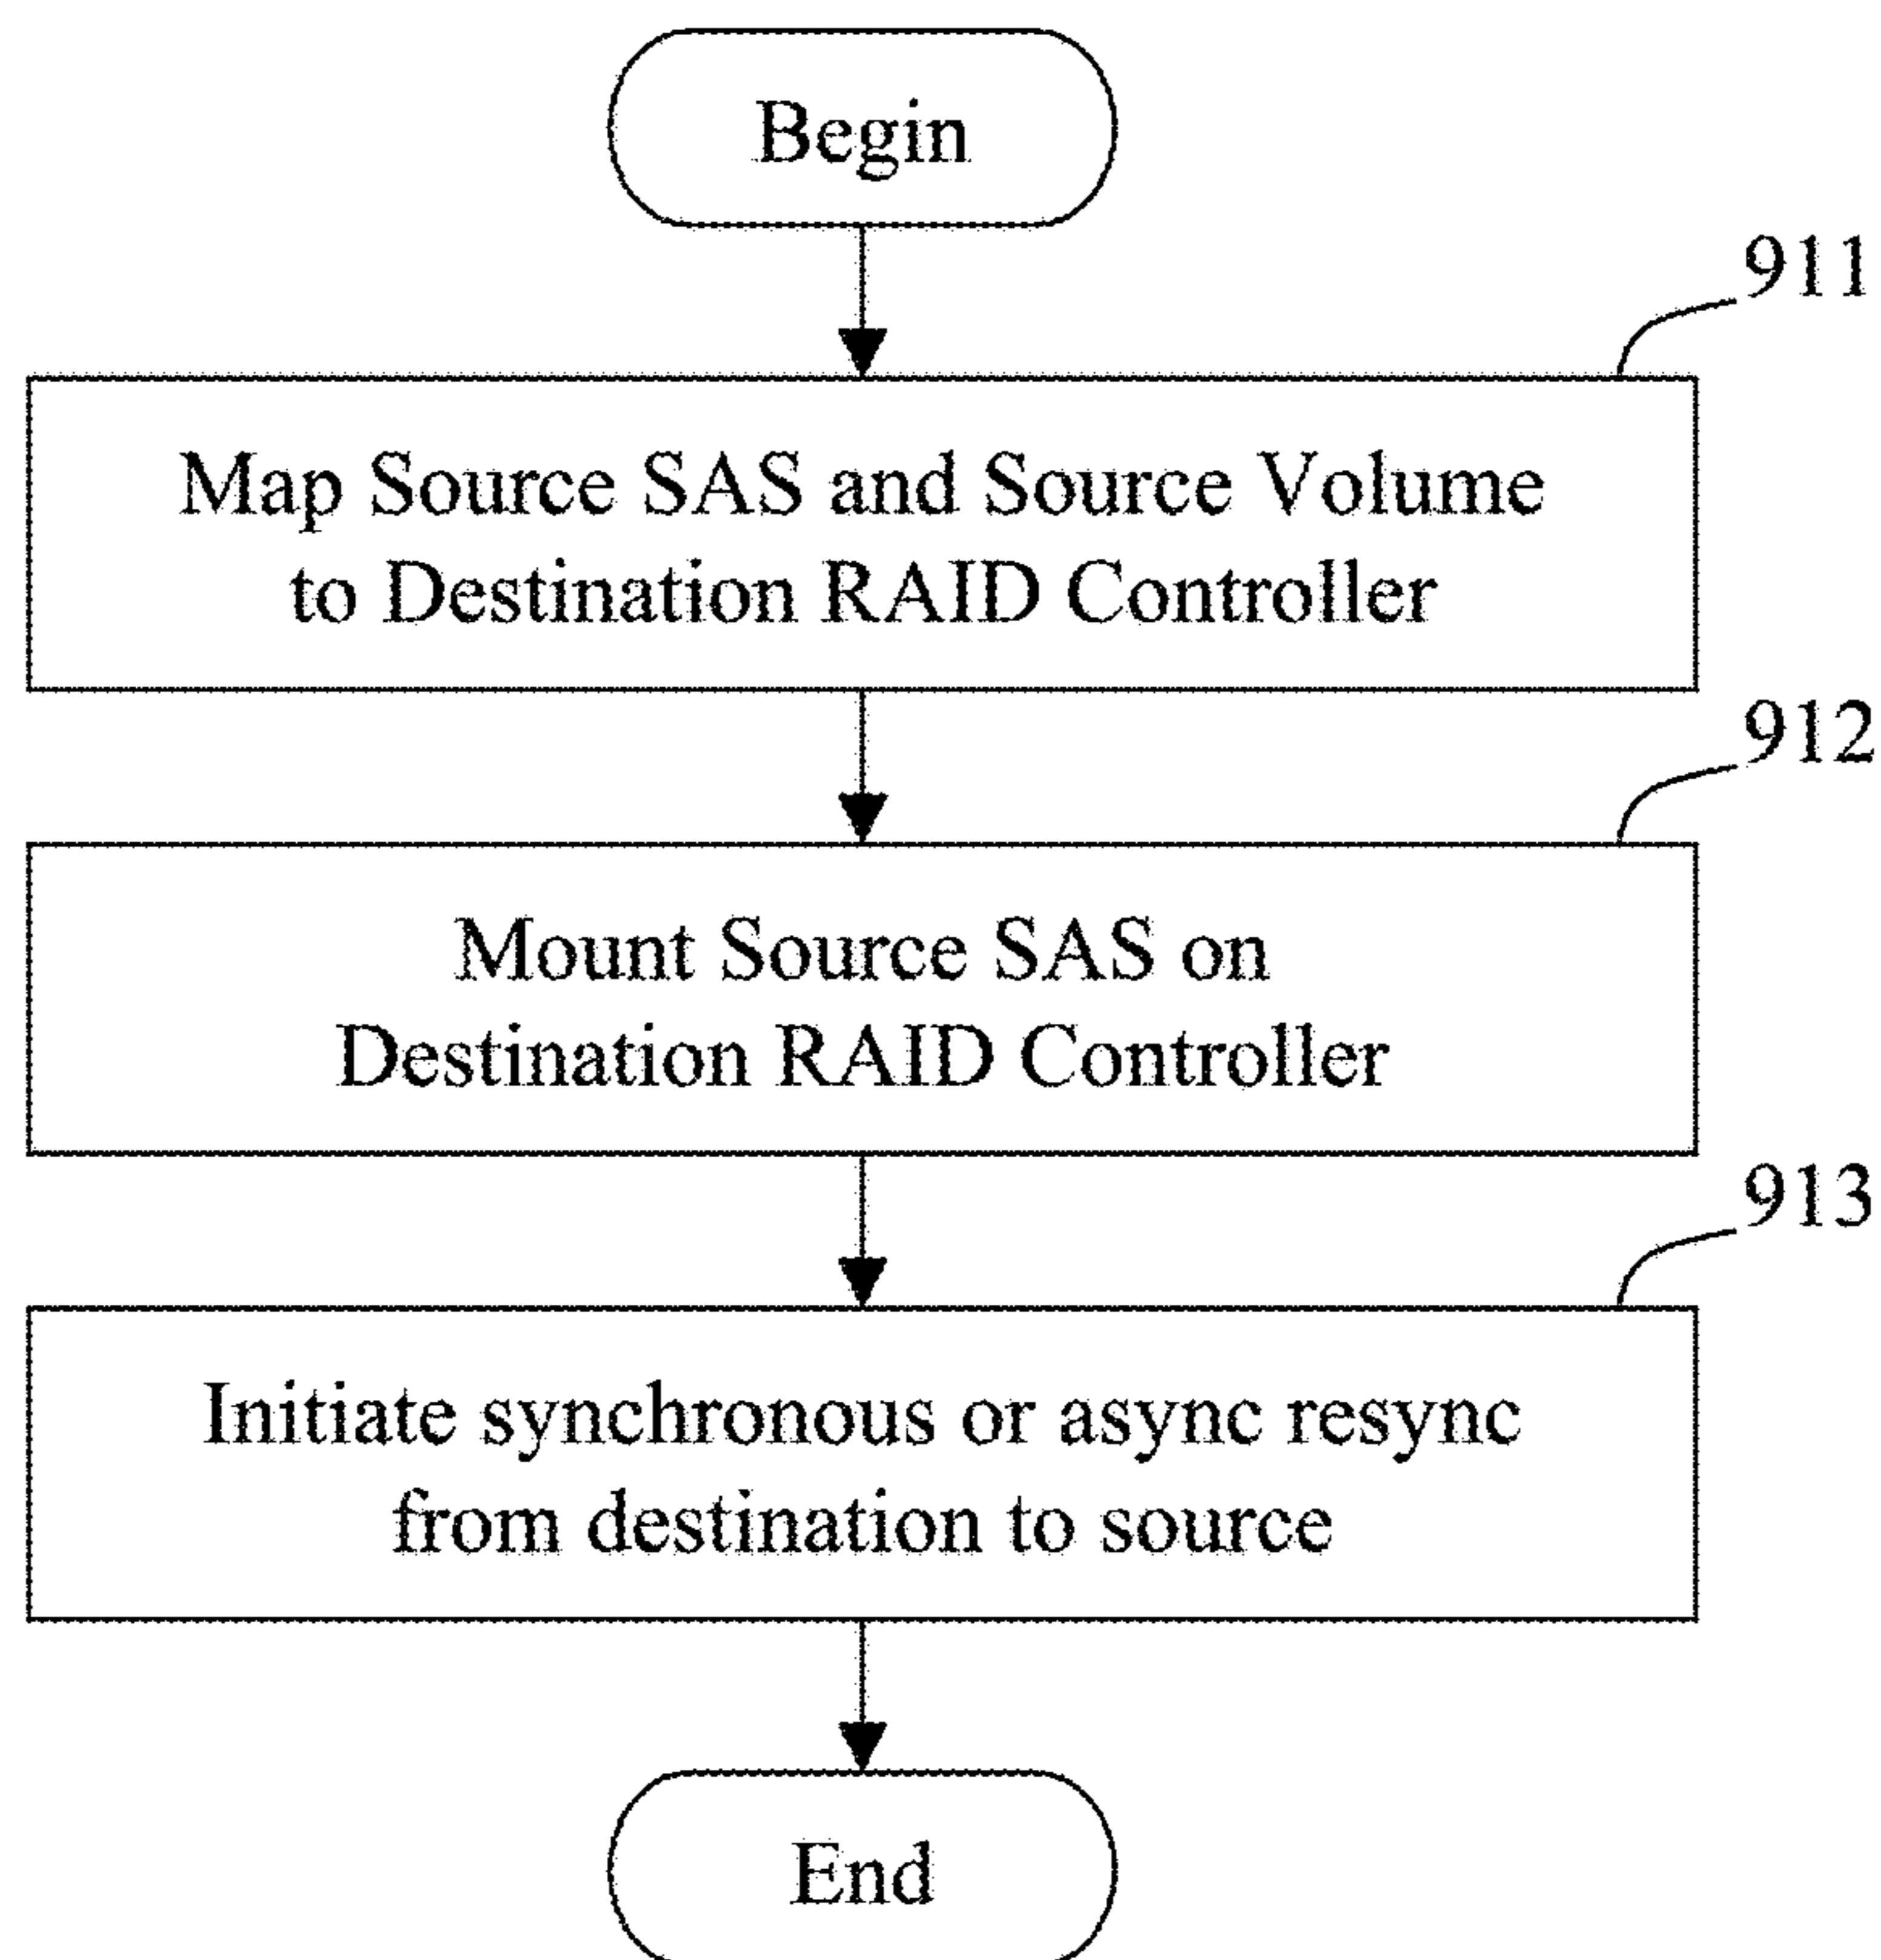 Begin
911
Map Source SAS and Source Volume
to Destination RAID Controller
912
Mount Source SAS on
Destination RAID Controller
913
Initiate synchronous or async resync
from destination to source
End